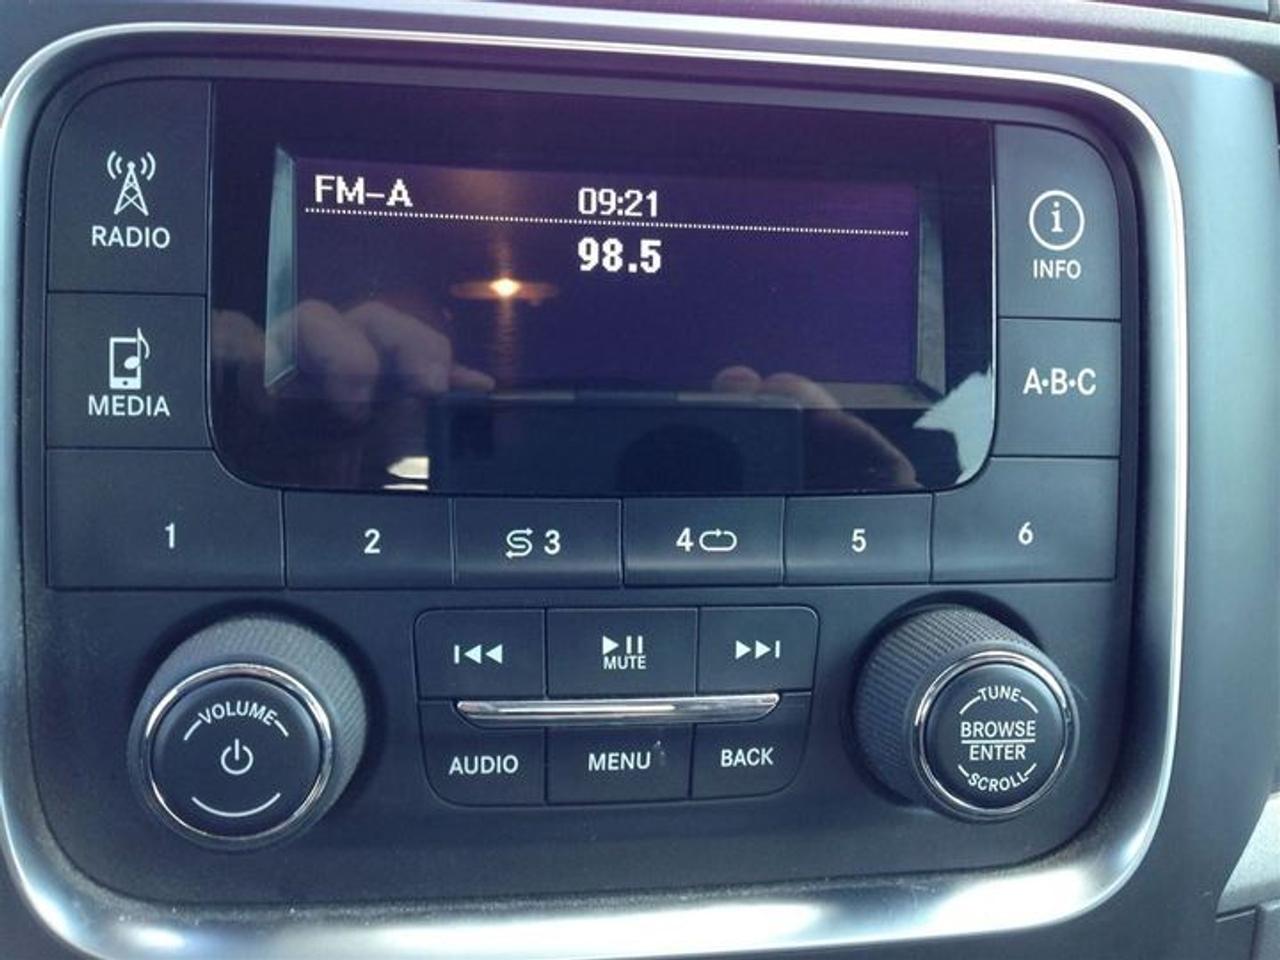 FM-A 09:21
98.5
RADIO
INFO
MEDIA
A•B•C
1 2 3 4 5 6
MUTE
VOLUME
AUDIO MENU BACK
TUNE
BROWSE
ENTER
SCROLL